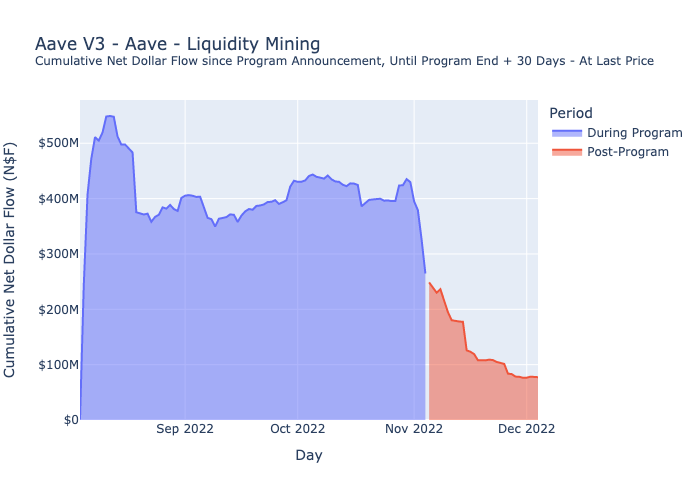 Aave V3 - Aave - Liquidity Mining
Cumulative Net Dollar Flow since Program Announcement, Until Program End + 30 Days - At Last Price
Period
During Program
Post-Program
Cumulative Net Dollar Flow (N$F)
$500M
$400M
$300M
$200M
$100M
$0
Sep 2022
Oct 2022
Nov 2022
Dec 2022
Day